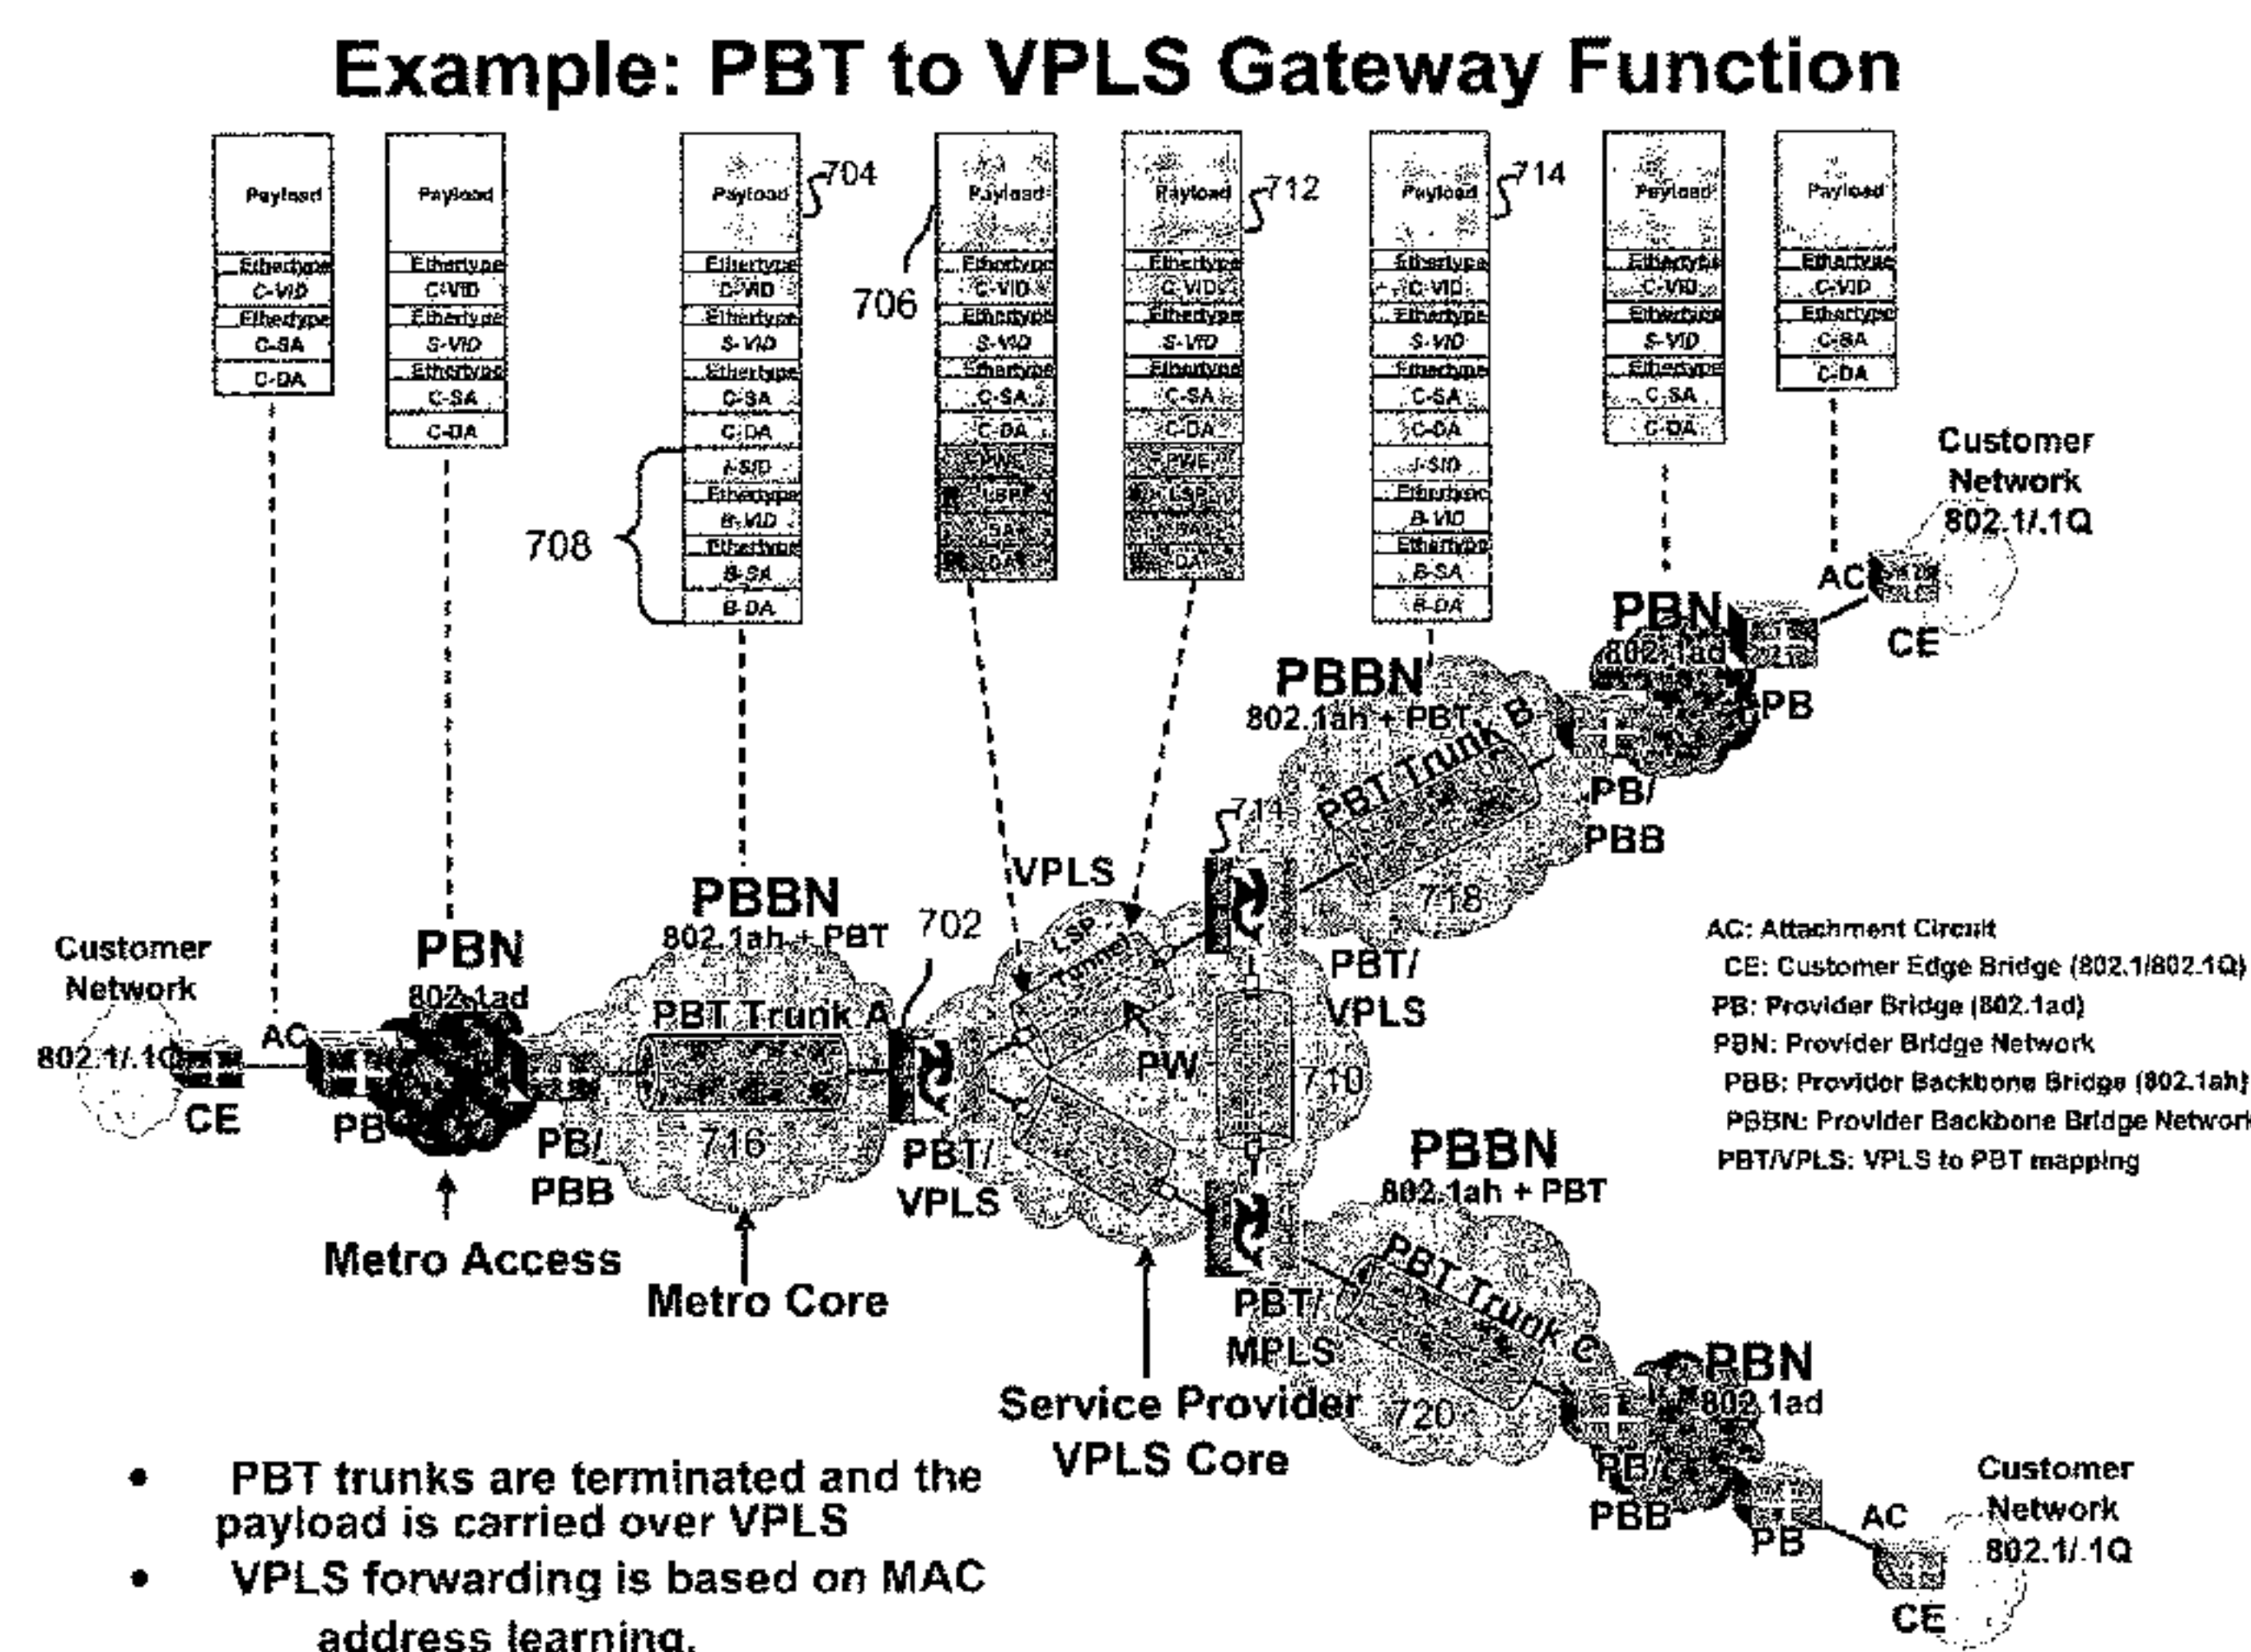 Example: PBT to VPLS Gateway Function
Payload
Ethertype
C-VID
Ethertype
C-SA
C-DA
Payload
Ethertype
C-VID
Ethertype
S-VID
Ethertype
C-SA
C-DA
Payload
Ethertype
C-VID
Ethertype
S-VID
Ethertype
C-SA
C-DA
I-SID
Ethertype
B-VID
Ethertype
B-SA
B-DA
704
708
Payload
Ethertype
C-VID
Ethertype
S-VID
Ethertype
C-SA
C-DA
PWE
LSP
SA
DA
706
Payload
Ethertype
C-VID
Ethertype
S-VID
Ethertype
C-SA
C-DA
PWE
LSP
DA
712
Payload
Ethertype
C-VID
Ethertype
S-VID
Ethertype
C-SA
C-DA
I-SID
Ethertype
B-VID
Ethertype
B-SA
B-DA
714
Payload
Ethertype
C-VID
Ethertype
S-VID
Ethertype
C-SA
C-DA
Payload
Ethertype
C-VID
Ethertype
C-SA
C-DA
Customer
Network
802.1/.1Q
AC
CE
PBN
802.1ad
PB
PBBN
802.1ah + PBT
PBT Trunk B
PB/
PBB
718
PBT/
VPLS
VPLS
LSP
Tunnel
PW
710
702
PBBN
802.1ah + PBT
PBT Trunk A
716
PBT/
VPLS
PBN
802.1ad
Customer
Network
802.1/.1Q
AC
CE
PB
PB/
PBB
Metro Access
Metro Core
AC: Attachment Circuit
CE: Customer Edge Bridge (802.1/802.1Q)
PB: Provider Bridge (802.1ad)
PBN: Provider Bridge Network
PBB: Provider Backbone Bridge (802.1ah)
PBBN: Provider Backbone Bridge Network
PBT/VPLS: VPLS to PBT mapping
PBBN
802.1ah + PBT
PBT Trunk C
720
PBT/
MPLS
Service Provider
VPLS Core
PBN
802.1ad
PB/
PBB
PB
AC
CE
Customer
Network
802.1/.1Q
• PBT trunks are terminated and the
payload is carried over VPLS
• VPLS forwarding is based on MAC
address learning.